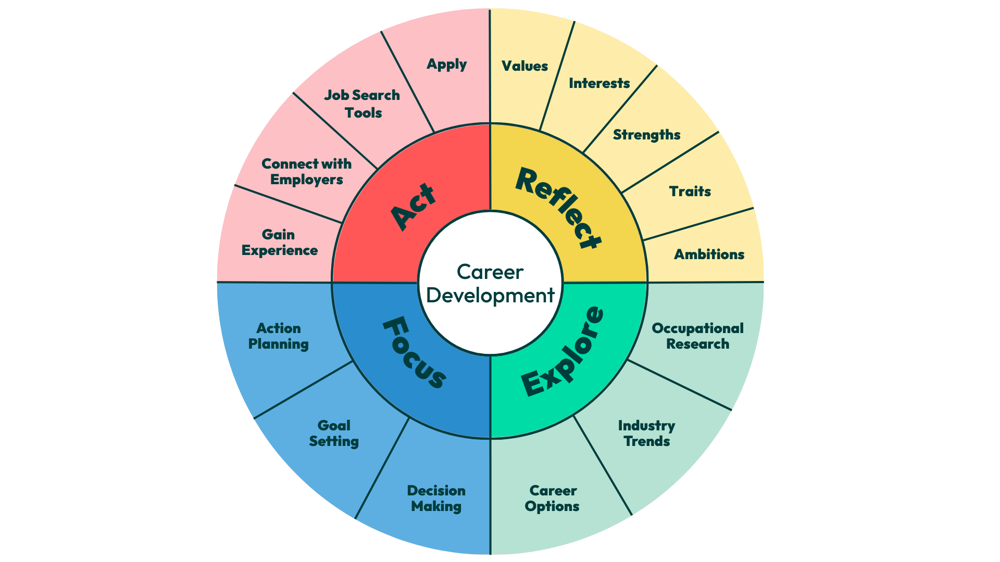 Career
Development
Reflect
Values
Interests
Strengths
Traits
Ambitions
Explore
Occupational
Research
Industry
Trends
Career
Options
Focus
Decision
Making
Goal
Setting
Action
Planning
Act
Gain
Experience
Connect with
Employers
Job Search
Tools
Apply